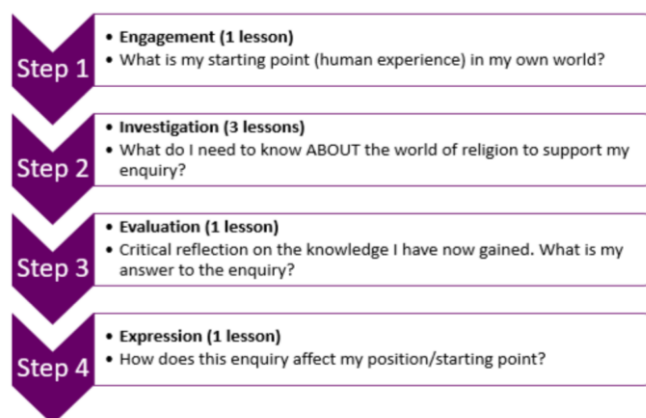 Step 1
• Engagement (1 lesson)
• What is my starting point (human experience) in my own world?
Step 2
• Investigation (3 lessons)
• What do I need to know ABOUT the world of religion to support my
enquiry?
Step 3
• Evaluation (1 lesson)
• Critical reflection on the knowledge I have now gained. What is my
answer to the enquiry?
Step 4
• Expression (1 lesson)
• How does this enquiry affect my position/starting point?